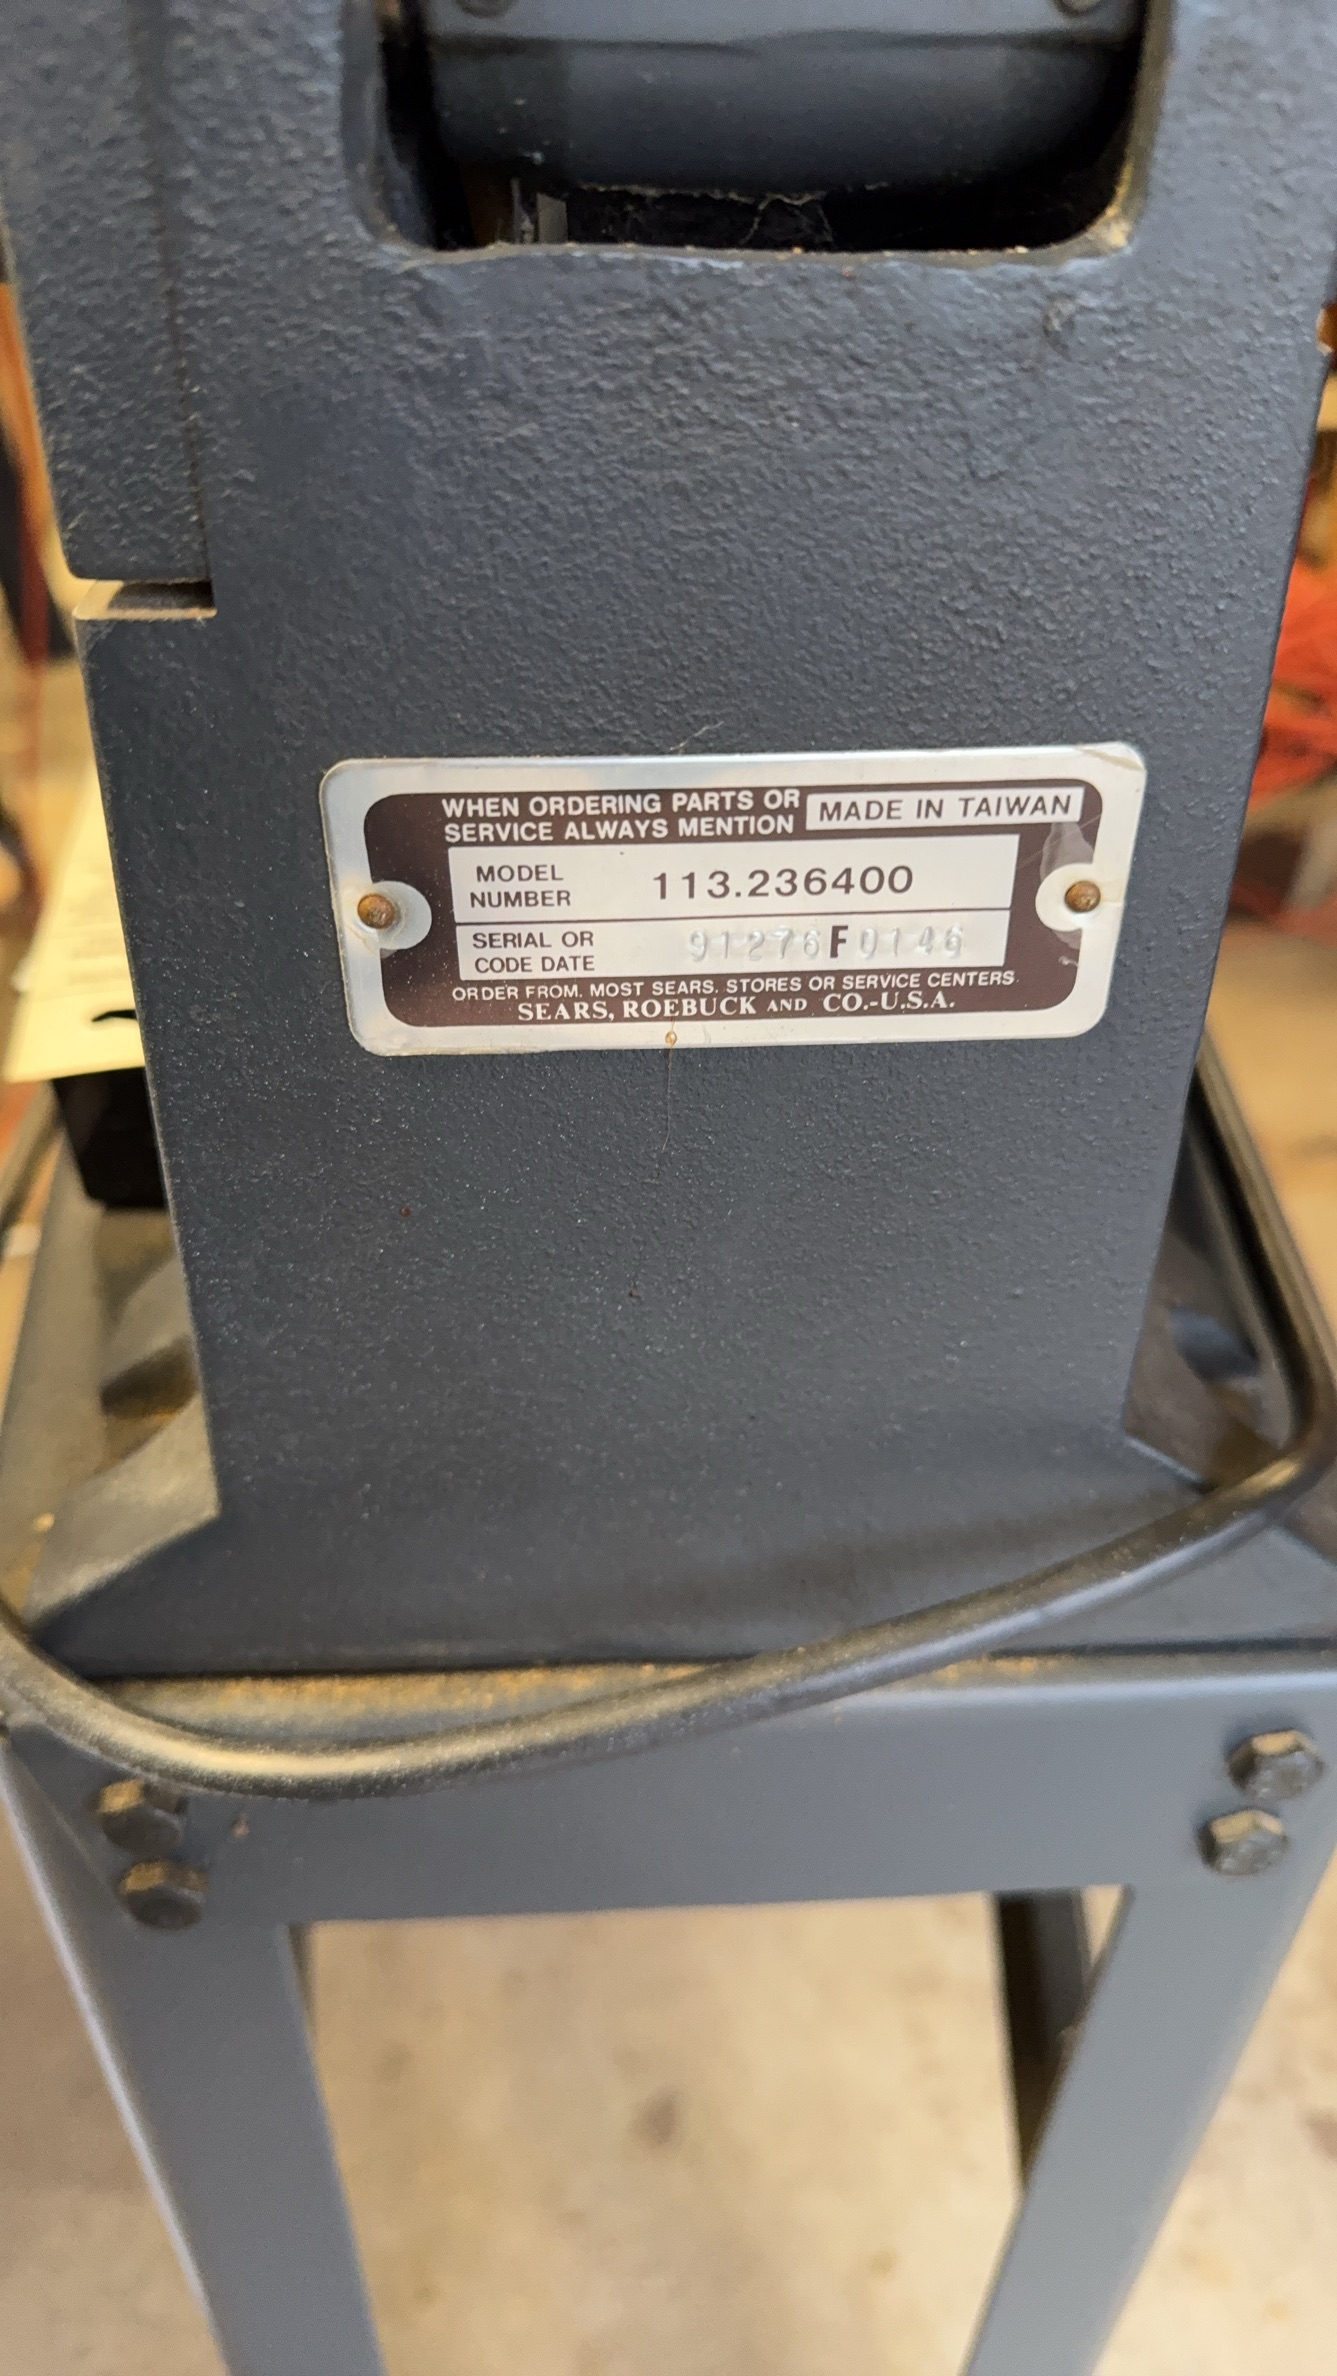 WHEN ORDERING PARTS OR
SERVICE ALWAYS MENTION
MADE IN TAIWAN
MODEL
NUMBER
113.236400
SERIAL OR
CODE DATE
91276F0146
ORDER FROM. MOST SEARS. STORES OR SERVICE CENTERS.
SEARS, ROEBUCK AND CO.-U.S.A.